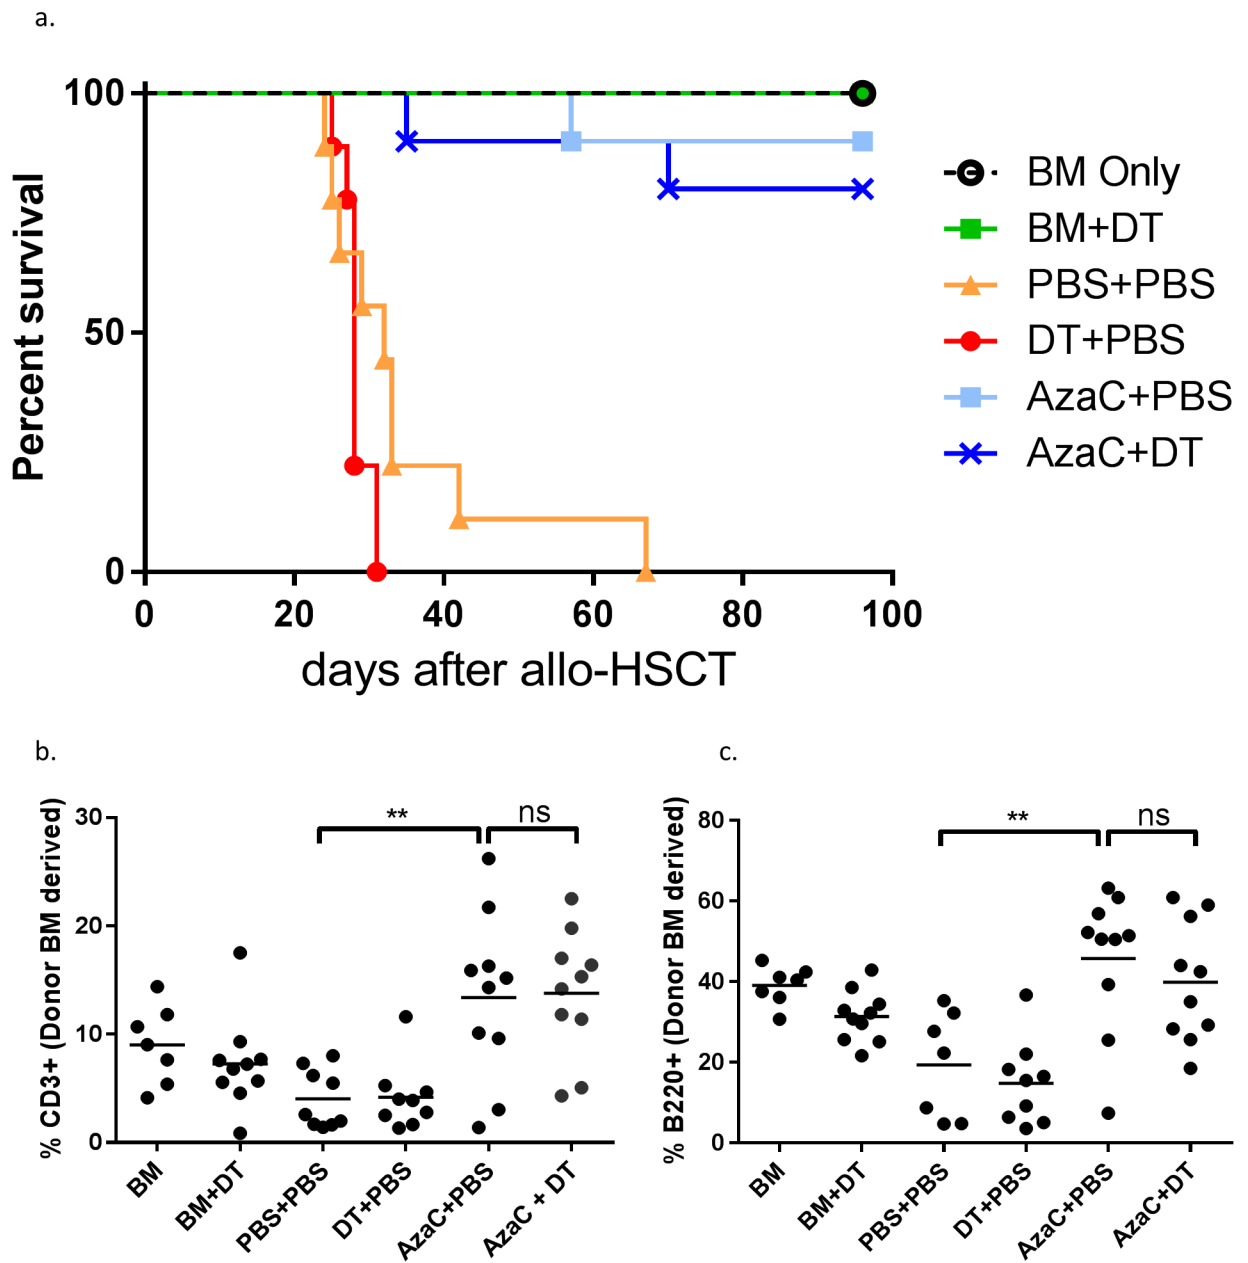 a.
Percent survival
100
50
0
0 20 40 60 80 100
days after allo-HSCT
BM Only
BM+DT
PBS+PBS
DT+PBS
AzaC+PBS
AzaC+DT
b.
% CD3+ (Donor BM derived)
30
20
10
0
** ns
BM BM+DT PBS+PBS DT+PBS AzaC+PBS AzaC + DT
c.
% B220+ (Donor BM derived)
80
60
40
20
0
** ns
BM BM+DT PBS+PBS DT+PBS AzaC+PBS AzaC+DT